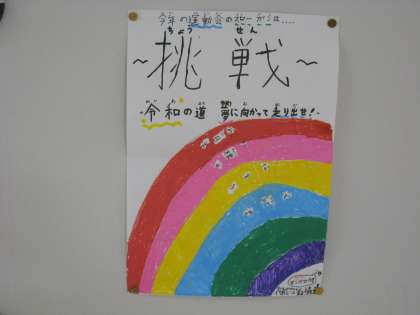 今年の運動会のスローガンは....
ちょう せん
~挑戦~
令和の道 夢に向かって走り出せ!